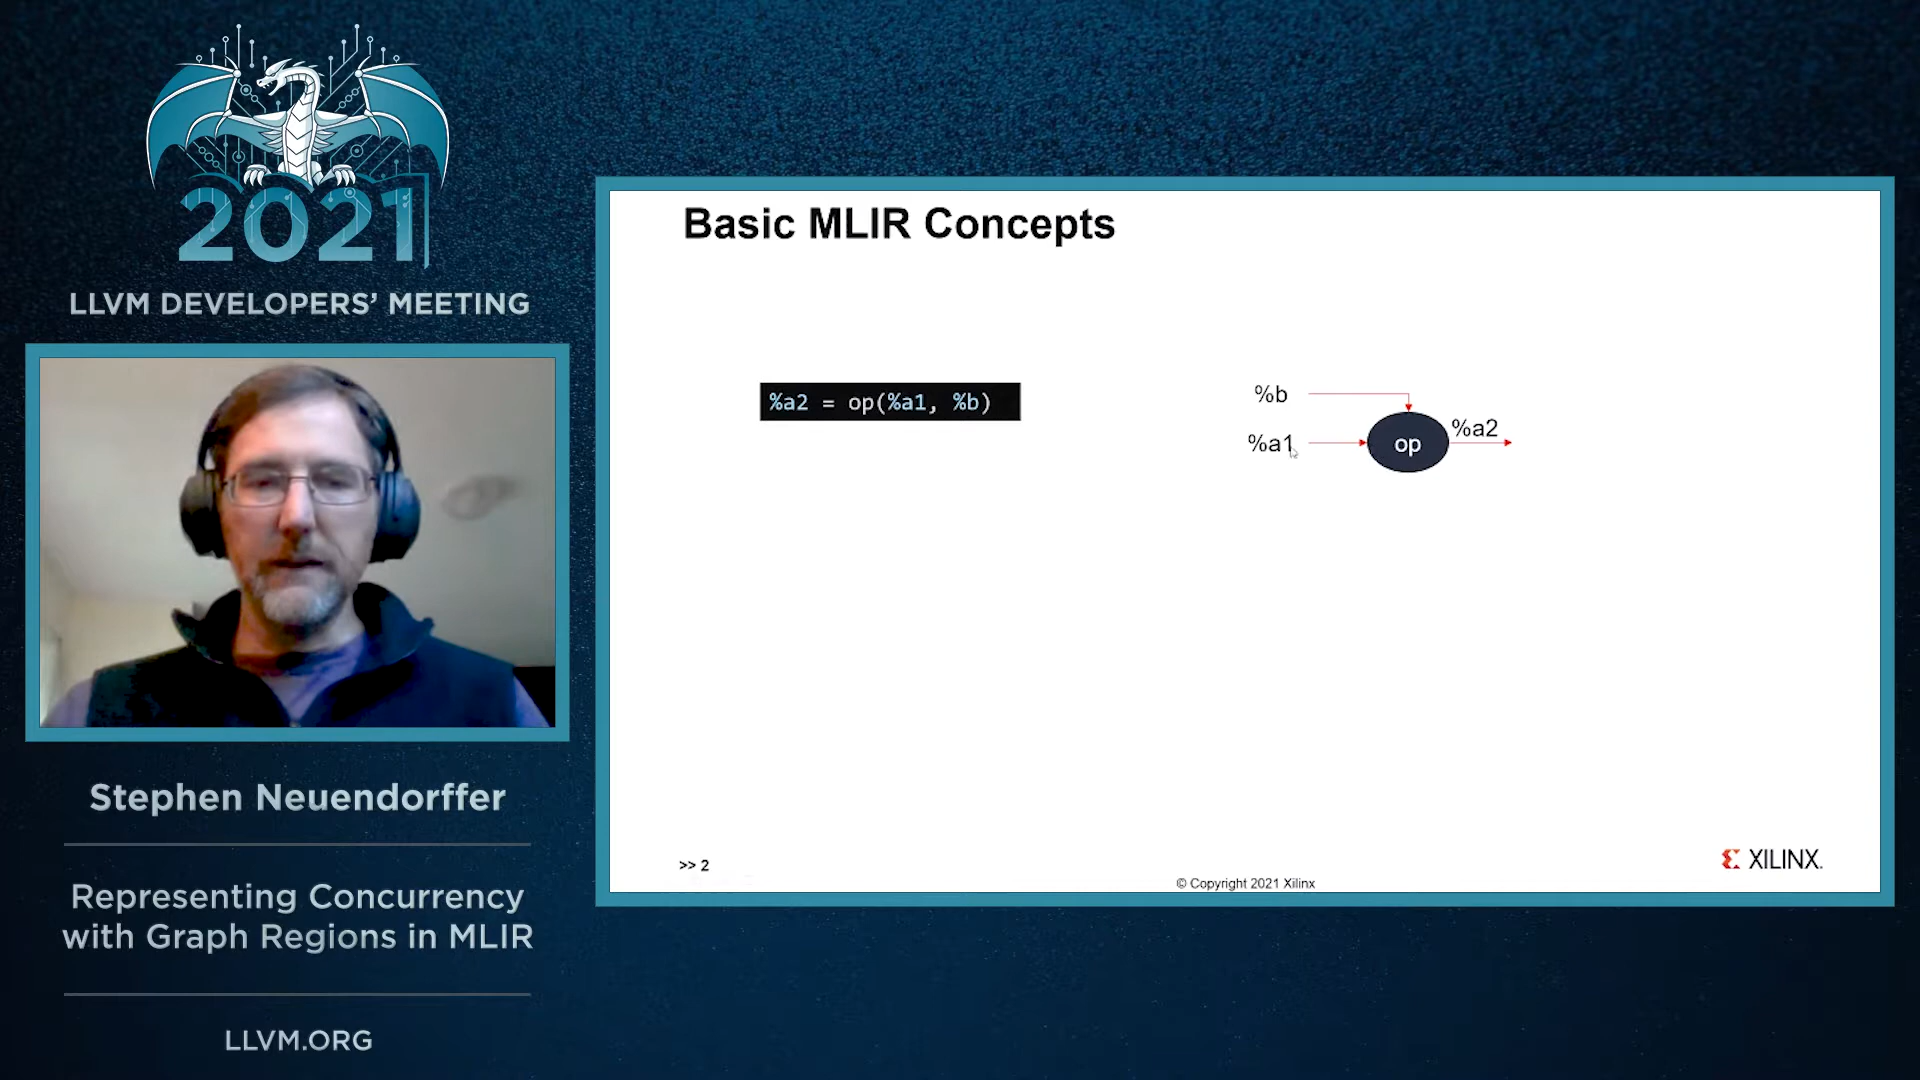 2021
LLVM DEVELOPERS’ MEETING
Stephen Neuendorffer
Representing Concurrency
with Graph Regions in MLIR
LLVM.ORG
Basic MLIR Concepts
%a2 = op(%a1, %b)
%b
%a1
op
%a2
>> 2
© Copyright 2021 Xilinx
XILINX.